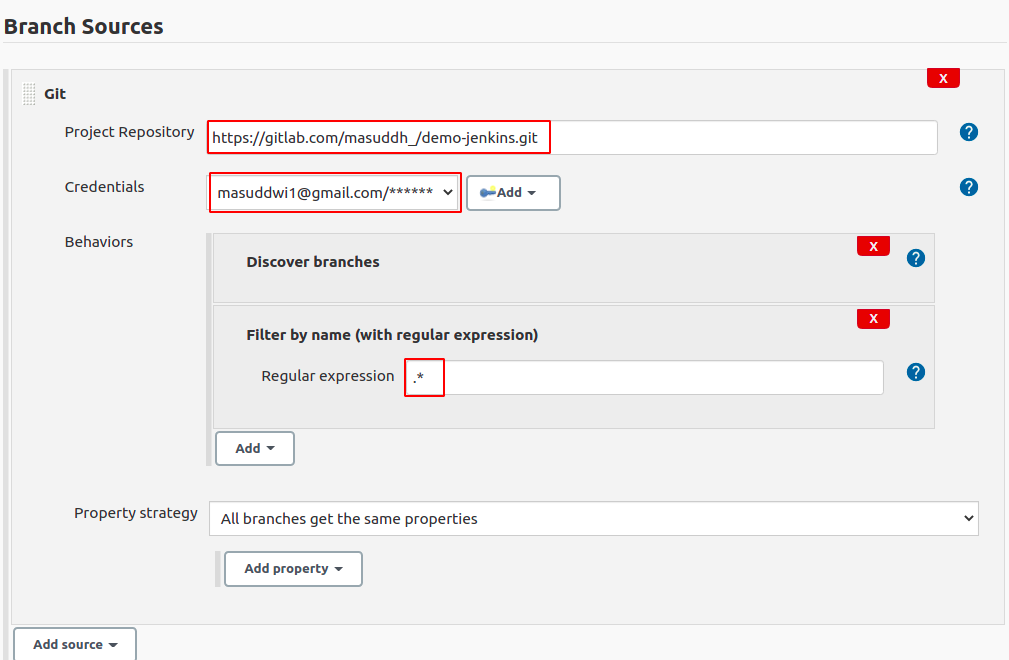 Branch Sources
X
Git
Project Repository https://gitlab.com/masuddh_/demo-jenkins.git ?
Credentials masuddwi1@gmail.com/****** Add ?
Behaviors
X
Discover branches ?
X
Filter by name (with regular expression)
Regular expression .* ?
Add
Property strategy All branches get the same properties
Add property
Add source